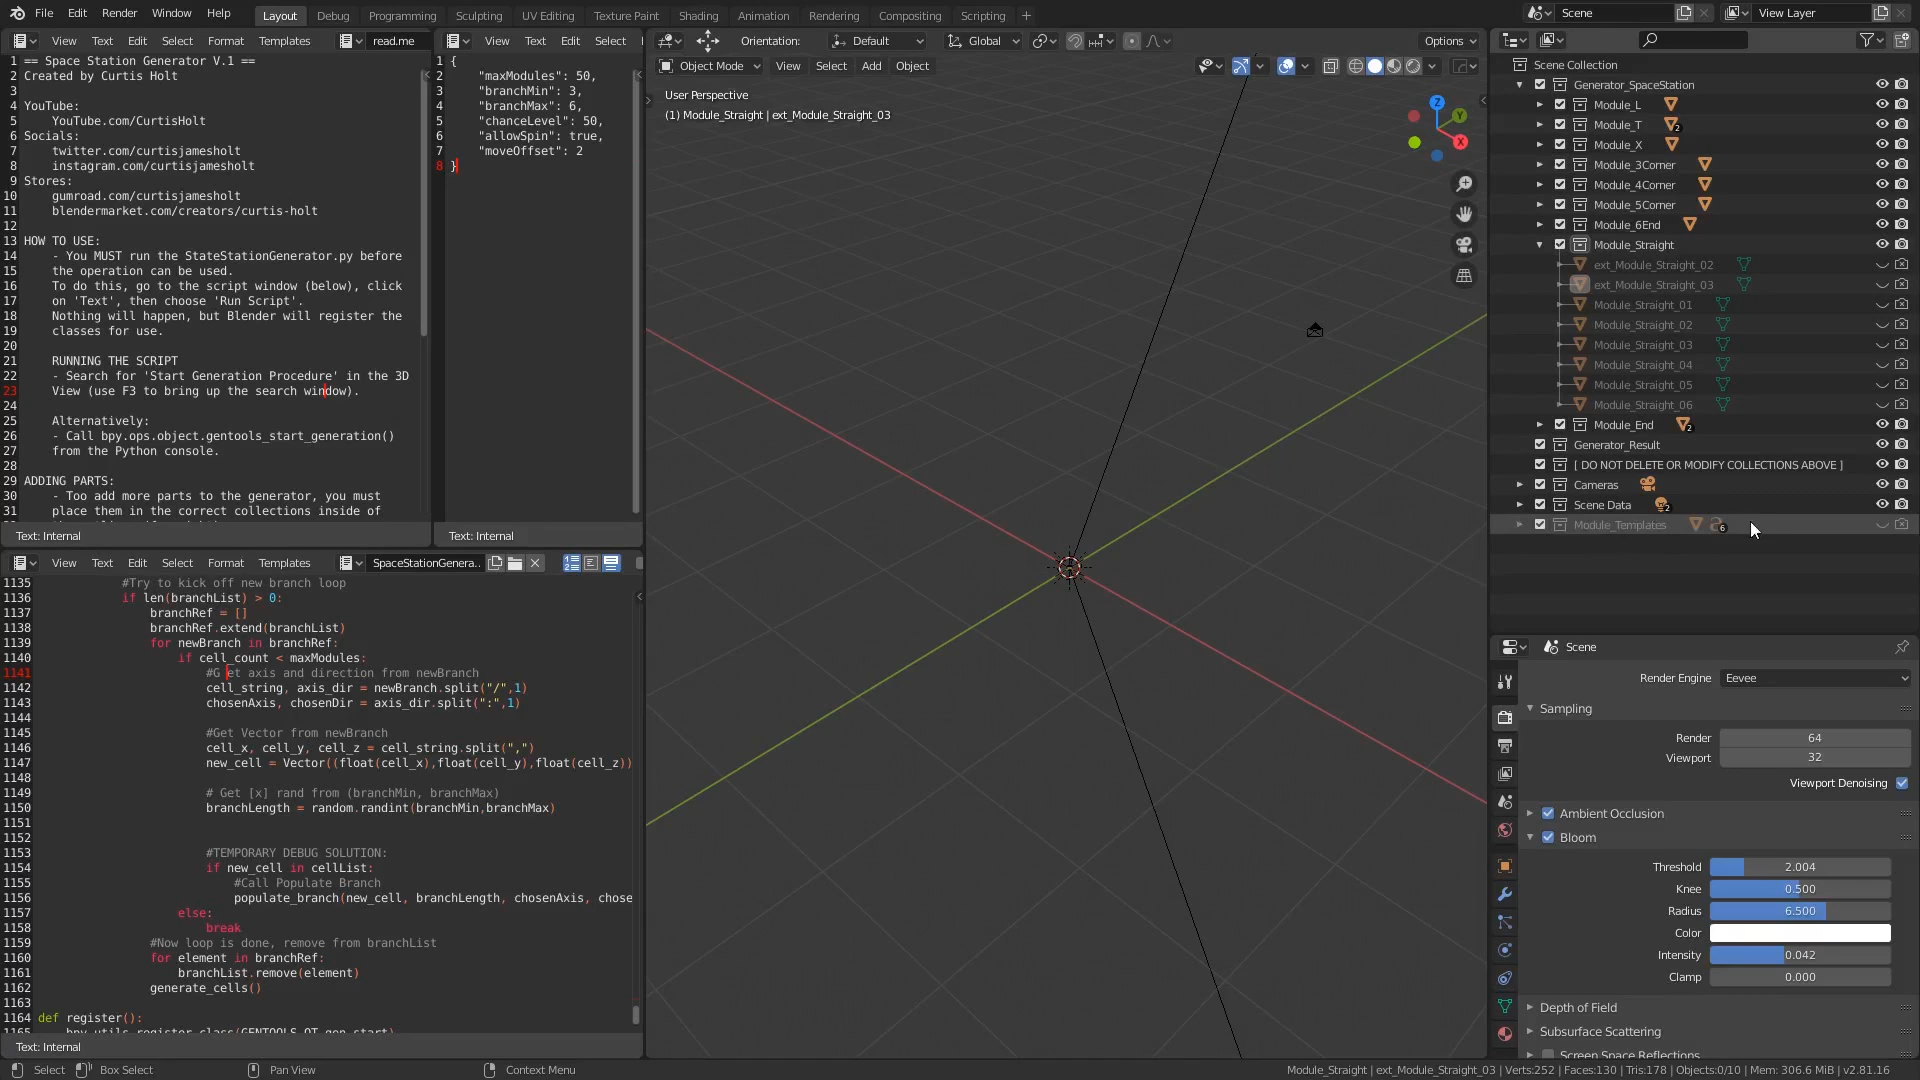 File Edit Render Window Help Layout Debug Programming Sculpting UV Editing Texture Paint Shading Animation Rendering Compositing Scripting + Scene View Layer
View Text Edit Select Format Templates read.me
1 == Space Station Generator V.1 ==
2 Created by Curtis Holt
3
4 YouTube:
5 YouTube.com/CurtisHolt
6 Socials:
7 twitter.com/curtisjamesholt
8 instagram.com/curtisjamesholt
9 Stores:
10 gumroad.com/curtisjamesholt
11 blendermarket.com/creators/curtis-holt
12
13 HOW TO USE:
14 - You MUST run the StateStationGenerator.py before
15 the operation can be used.
16 To do this, go to the script window (below), click
17 on 'Text', then choose 'Run Script'.
18 Nothing will happen, but Blender will register the
19 classes for use.
20
21 RUNNING THE SCRIPT
22 - Search for 'Start Generation Procedure' in the 3D
23 View (use F3 to bring up the search window).
24
25 Alternatively:
26 - Call bpy.ops.object.gentools_start_generation()
27 from the Python console.
28
29 ADDING PARTS:
30 - Too add more parts to the generator, you must
31 place them in the correct collections inside of
Text: Internal
View Text Edit Select
1 {
2 "maxModules": 50,
3 "branchMin": 3,
4 "branchMax": 6,
5 "chanceLevel": 50,
6 "allowSpin": true,
7 "moveOffset": 2
8 }
Text: Internal
View Text Edit Select Format Templates SpaceStationGenera..
1135 #Try to kick off new branch loop
1136 if len(branchList) > 0:
1137 branchRef = []
1138 branchRef.extend(branchList)
1139 for newBranch in branchRef:
1140 if cell_count < maxModules:
1141 #G et axis and direction from newBranch
1142 cell_string, axis_dir = newBranch.split("/",1)
1143 chosenAxis, chosenDir = axis_dir.split(":",1)
1144
1145 #Get Vector from newBranch
1146 cell_x, cell_y, cell_z = cell_string.split(",")
1147 new_cell = Vector((float(cell_x),float(cell_y),float(cell_z))
1148
1149 # Get [x] rand from (branchMin, branchMax)
1150 branchLength = random.randint(branchMin,branchMax)
1151
1152
1153 #TEMPORARY DEBUG SOLUTION:
1154 if new_cell in cellList:
1155 #Call Populate Branch
1156 populate_branch(new_cell, branchLength, chosenAxis, chose
1157 else:
1158 break
1159 #Now loop is done, remove from branchList
1160 for element in branchRef:
1161 branchList.remove(element)
1162 generate_cells()
1163
1164 def register():
1165 bpy.utils.register_class(GENTOOLS_OT_gen_start)
Text: Internal
Orientation: Default Global Options
Object Mode View Select Add Object
User Perspective
(1) Module_Straight | ext_Module_Straight_03
Z
Y
X
Scene Collection
Generator_SpaceStation
Module_L
Module_T 2
Module_X
Module_3Corner
Module_4Corner
Module_5Corner
Module_6End
Module_Straight
ext_Module_Straight_02
ext_Module_Straight_03
Module_Straight_01
Module_Straight_02
Module_Straight_03
Module_Straight_04
Module_Straight_05
Module_Straight_06
Module_End 2
Generator_Result
[ DO NOT DELETE OR MODIFY COLLECTIONS ABOVE ]
Cameras
Scene Data 2
Module_Templates 6
Scene
Render Engine Eevee
Sampling
Render 64
Viewport 32
Viewport Denoising
Ambient Occlusion
Bloom
Threshold 2.004
Knee 0.500
Radius 6.500
Color
Intensity 0.042
Clamp 0.000
Depth of Field
Subsurface Scattering
Screen Space Reflections
Select Box Select Pan View Context Menu Module_Straight | ext_Module_Straight_03 | Verts:252 | Faces:130 | Tris:178 | Objects:0/10 | Mem: 306.6 MiB | v2.81.16